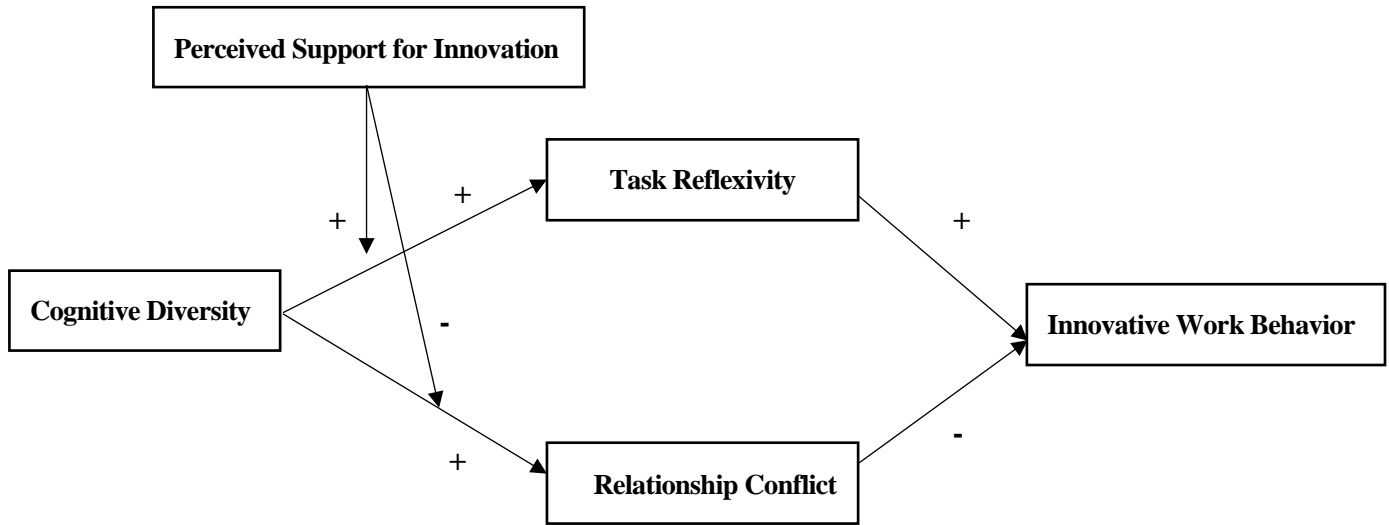 Perceived Support for Innovation
Task Reflexivity
+
+
+
Cognitive Diversity
-
Innovative Work Behavior
-
+
Relationship Conflict